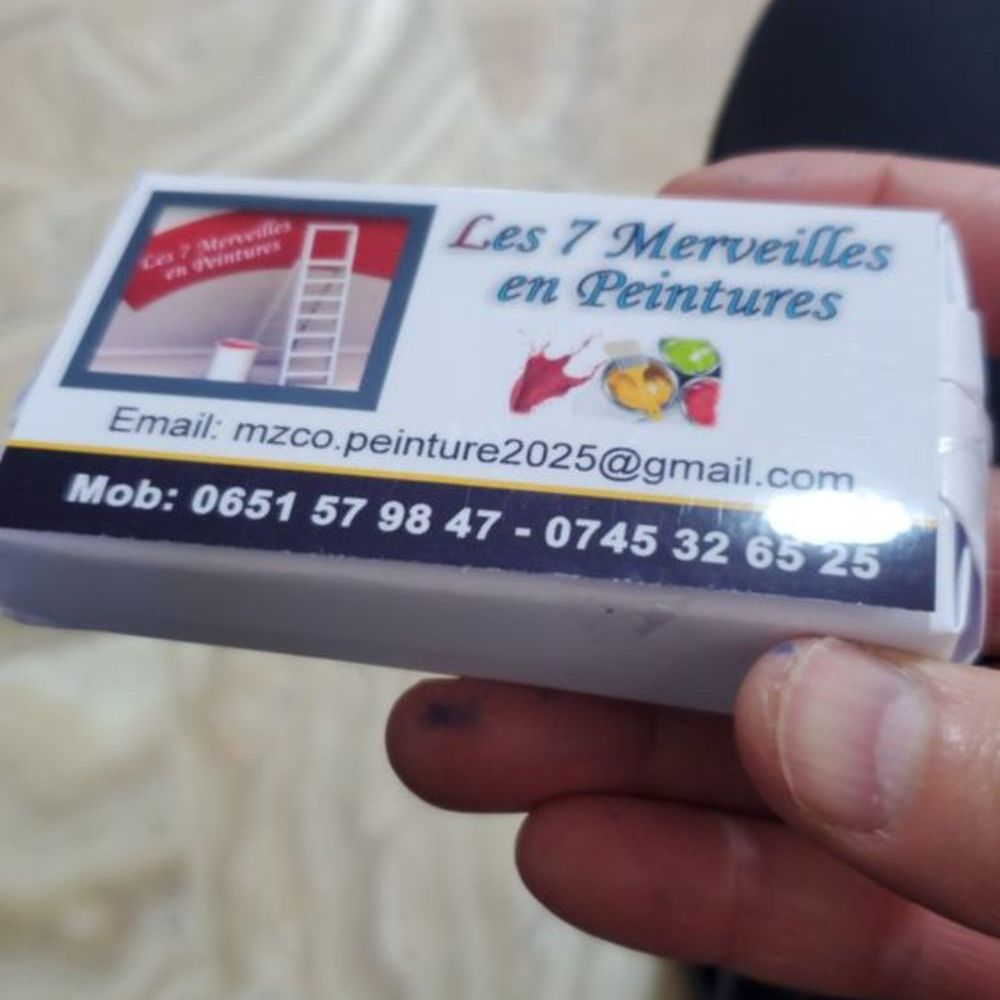 Les 7 Merveilles
en Peintures
Les 7 Merveilles
en Peintures
Email: mzco.peinture2025@gmail.com
Mob: 0651 57 98 47 - 0745 32 65 25